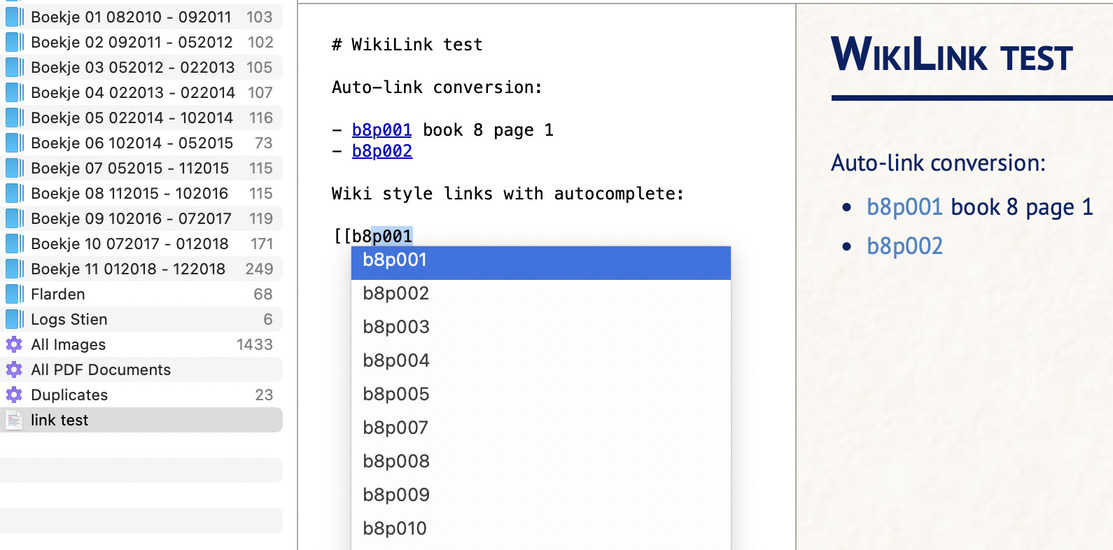 Boekje 01 082010 - 092011 103
Boekje 02 092011 - 052012 102
Boekje 03 052012 - 022013 105
Boekje 04 022013 - 022014 107
Boekje 05 022014 - 102014 116
Boekje 06 102014 - 052015 73
Boekje 07 052015 - 112015 115
Boekje 08 112015 - 102016 115
Boekje 09 102016 - 072017 119
Boekje 10 072017 - 012018 171
Boekje 11 012018 - 122018 249
Flarden 68
Logs Stien 6
All Images 1433
All PDF Documents
Duplicates 23
link test
# WikiLink test
Auto-link conversion:
- b8p001 book 8 page 1
- b8p002
Wiki style links with autocomplete:
[[b8p001
b8p001
b8p002
b8p003
b8p004
b8p005
b8p007
b8p008
b8p009
b8p010
WikiLink test
Auto-link conversion:
• b8p001 book 8 page 1
• b8p002